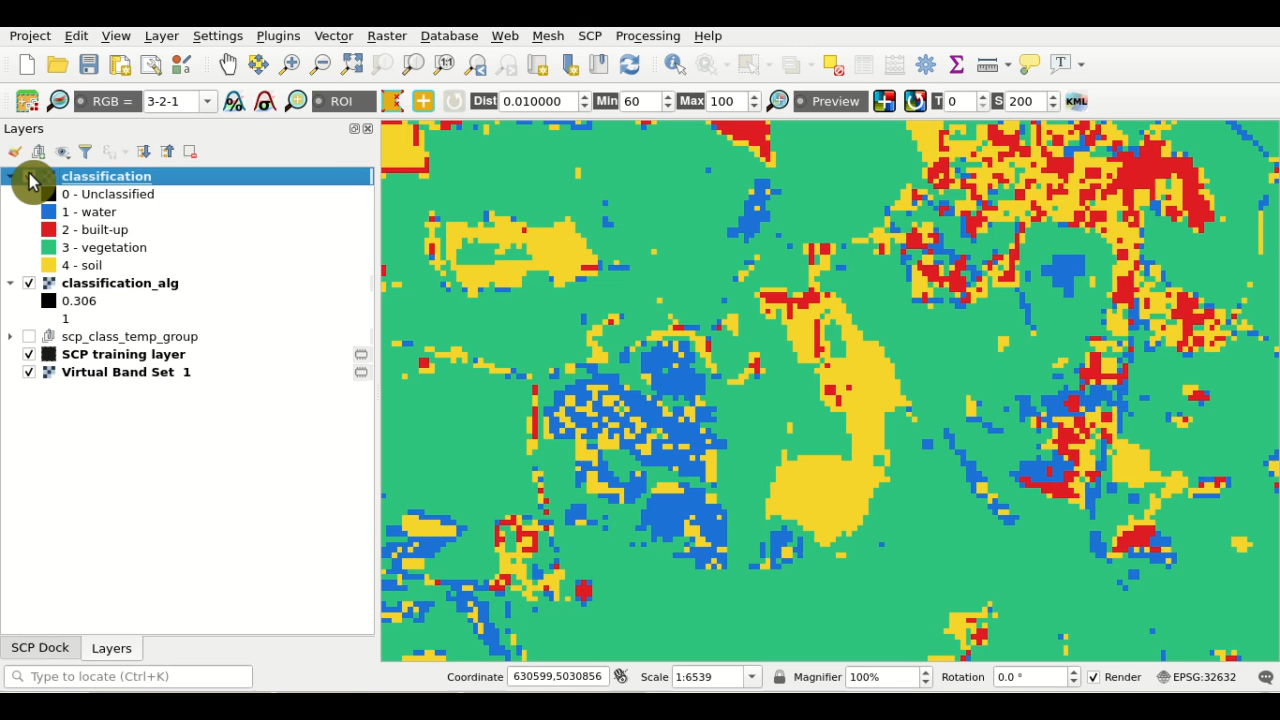 Project Edit View Layer Settings Plugins Vector Raster Database Web Mesh SCP Processing Help
RGB = 3-2-1 ROI Dist 0.010000 Min 60 Max 100 Preview T 0 S 200 KML
Layers
classification
0 - Unclassified
1 - water
2 - built-up
3 - vegetation
4 - soil
classification_alg
0.306
1
scp_class_temp_group
SCP training layer
Virtual Band Set 1
SCP Dock Layers
Type to locate (Ctrl+K) Coordinate 630599,5030856 Scale 1:6539 Magnifier 100% Rotation 0.0 ° Render EPSG:32632